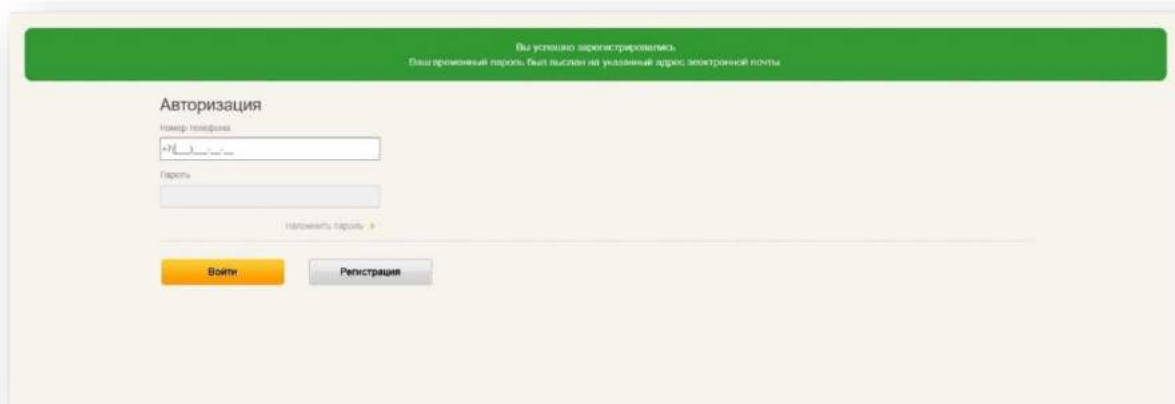 Вы успешно зарегистрировались
Ваш временный пароль был выслан на указанный адрес электронной почты
Авторизация
Номер телефона
+7(___)___-__-__
Пароль
Напомнить пароль
Войти
Регистрация